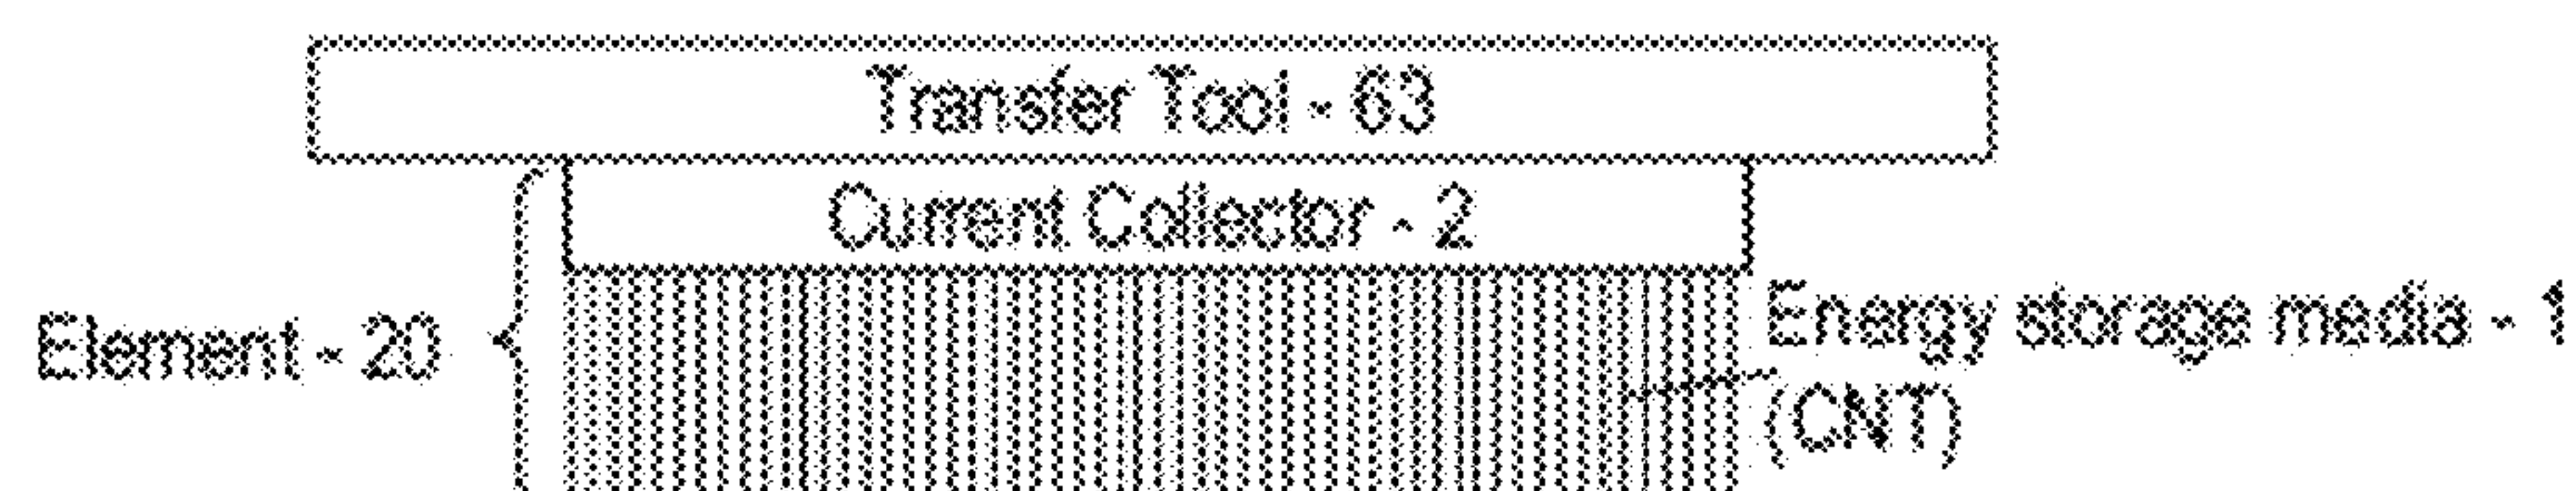 Transfer Tool - 63
Current Collector - 2
Element - 20
Energy storage media - 1
(CNT)